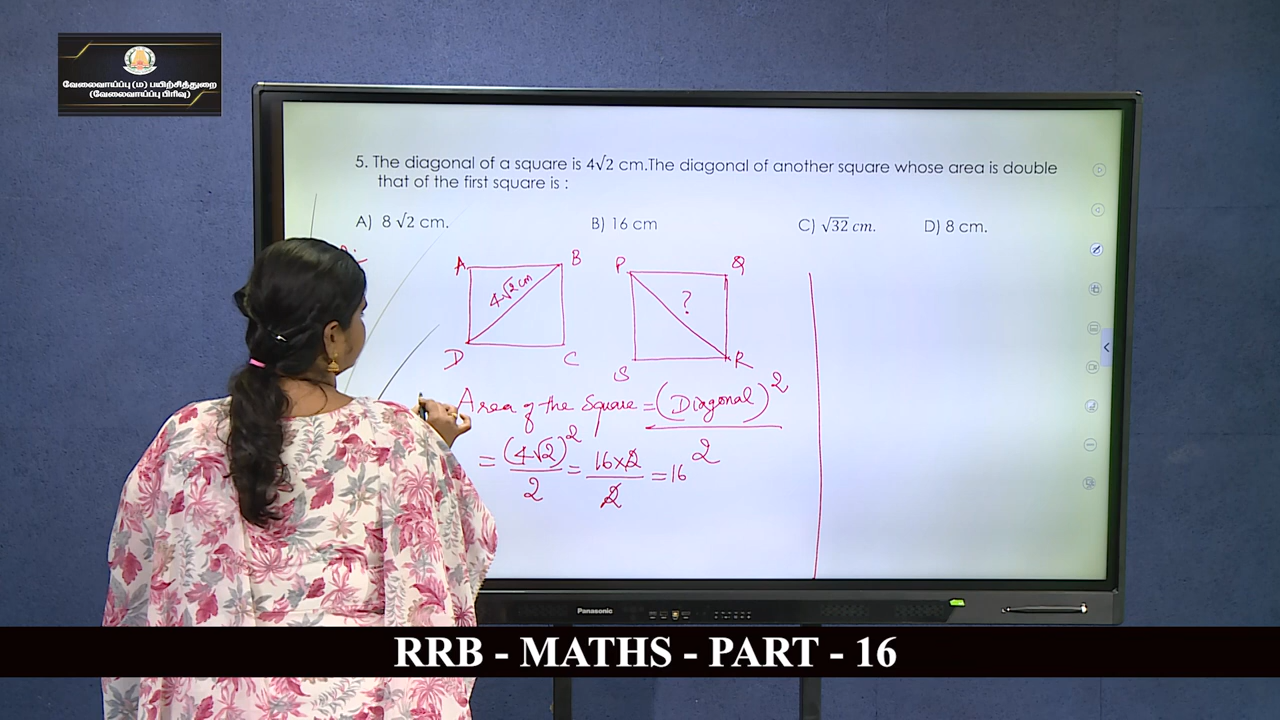 வேலைவாய்ப்பு (ம) பயிற்சித்துறை
(வேலைவாய்ப்பு பிரிவு)
5. The diagonal of a square is 4√2 cm.The diagonal of another square whose area is double
that of the first square is :
A) 8 √2 cm.
B) 16 cm
C) √32 cm.
D) 8 cm.
A B P Q
4√2 cm ?
D C S R
Area of the Square = (Diagonal)²/2
= (4√2)²/2 = 16×2/2 = 16
Panasonic
RRB - MATHS - PART - 16